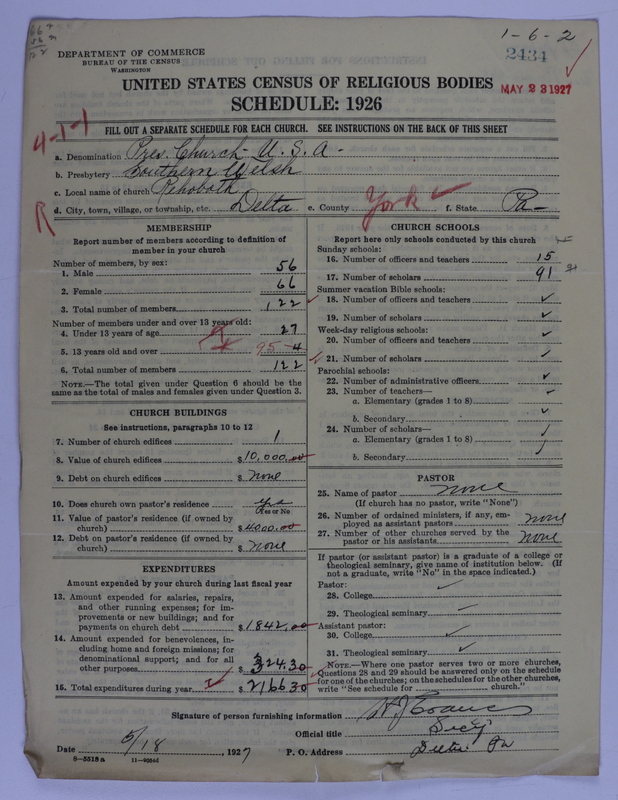 1-6-2
2434
MAY 23 1927
DEPARTMENT OF COMMERCE
BUREAU OF THE CENSUS
WASHINGTON
UNITED STATES CENSUS OF RELIGIOUS BODIES
SCHEDULE: 1926
4-1-1
FILL OUT A SEPARATE SCHEDULE FOR EACH CHURCH. SEE INSTRUCTIONS ON THE BACK OF THIS SHEET
a. Denomination Pres. Church - U. S. A -
b. Presbytery Southern Welsh
c. Local name of church Rehoboth
R
d. City, town, village, or township, etc. Delta e. County York f. State Pa -
MEMBERSHIP
Report number of members according to definition of member in your church
Number of members, by sex:
1. Male 56
2. Female 66
3. Total number of members 122
Number of members under and over 13 years old:
4. Under 13 years of age 27
5. 13 years old and over 95
6. Total number of members 122
NOTE.—The total given under Question 6 should be the
same as the total of males and females given under Question 3.
CHURCH BUILDINGS
See instructions, paragraphs 10 to 12
7. Number of church edifices 1
8. Value of church edifices $ 10,000.00
9. Debt on church edifices $ none
10. Does church own pastor's residence yes
Yes or No
11. Value of pastor's residence (if owned by
church) $ 4000.00
12. Debt on pastor's residence (if owned by
church) $ none
EXPENDITURES
Amount expended by your church during last fiscal year
13. Amount expended for salaries, repairs,
and other running expenses; for im-
provements or new buildings; and for
payments on church debt $ 1842.00
14. Amount expended for benevolences, in-
cluding home and foreign missions; for
denominational support; and for all
other purposes $ 324.30
15. Total expenditures during year $ 2166 30
CHURCH SCHOOLS
Report here only schools conducted by this church
Sunday schools:
16. Number of officers and teachers 15
17. Number of scholars 91
Summer vacation Bible schools:
18. Number of officers and teachers
19. Number of scholars
Week-day religious schools:
20. Number of officers and teachers
21. Number of scholars
Parochial schools:
22. Number of administrative officers
23. Number of teachers—
a. Elementary (grades 1 to 8)
b. Secondary
24. Number of scholars—
a. Elementary (grades 1 to 8)
b. Secondary
PASTOR
25. Name of pastor none
(If church has no pastor, write "None")
26. Number of ordained ministers, if any, em-
ployed as assistant pastors none
27. Number of other churches served by the
pastor or his assistants none
If pastor (or assistant pastor) is a graduate of a college or
theological seminary, give name of institution below. (If
not a graduate, write "No" in the space indicated.)
Pastor:
28. College
29. Theological seminary
Assistant pastor:
30. College
31. Theological seminary
NOTE.—Where one pastor serves two or more churches,
Questions 28 and 29 should be answered only on the schedule
for one of the churches; on the schedules for the other churches,
write "See schedule for church."
Signature of person furnishing information W J Evans
Official title Secy
Date 5/18, 1927 P. O. Address Delta Pa
8-5518a